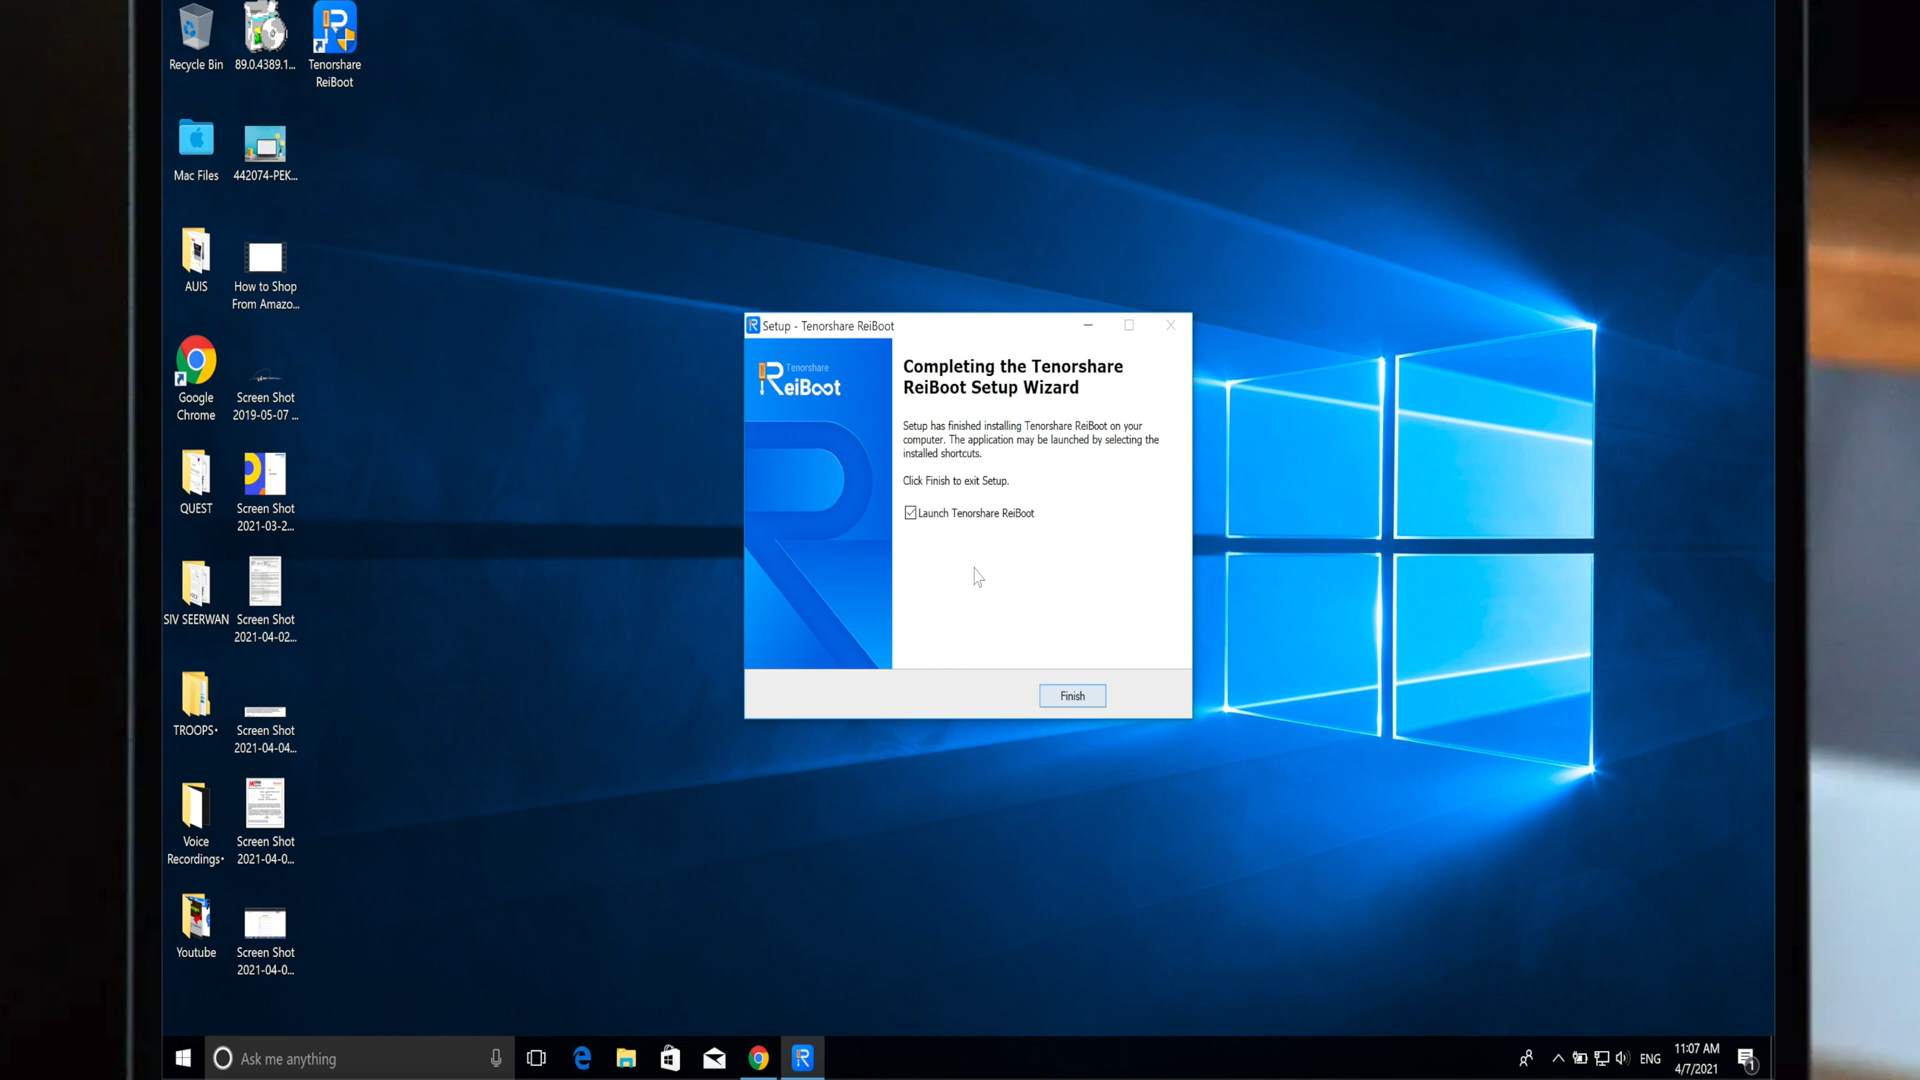 Recycle Bin
89.0.4389.1...
Tenorshare
ReiBoot
Mac Files
442074-PEK...
AUIS
How to Shop
From Amazo...
Google
Chrome
Screen Shot
2019-05-07 ...
QUEST
Screen Shot
2021-03-2...
SIV SEERWAN
Screen Shot
2021-04-02...
TROOPS•
Screen Shot
2021-04-04...
Voice
Recordings•
Screen Shot
2021-04-0...
Youtube
Screen Shot
2021-04-0...
Setup - Tenorshare ReiBoot
Tenorshare
ReiBoot
Completing the Tenorshare
ReiBoot Setup Wizard
Setup has finished installing Tenorshare ReiBoot on your
computer. The application may be launched by selecting the
installed shortcuts.
Click Finish to exit Setup.
Launch Tenorshare ReiBoot
Finish
Ask me anything
ENG
11:07 AM
4/7/2021
1